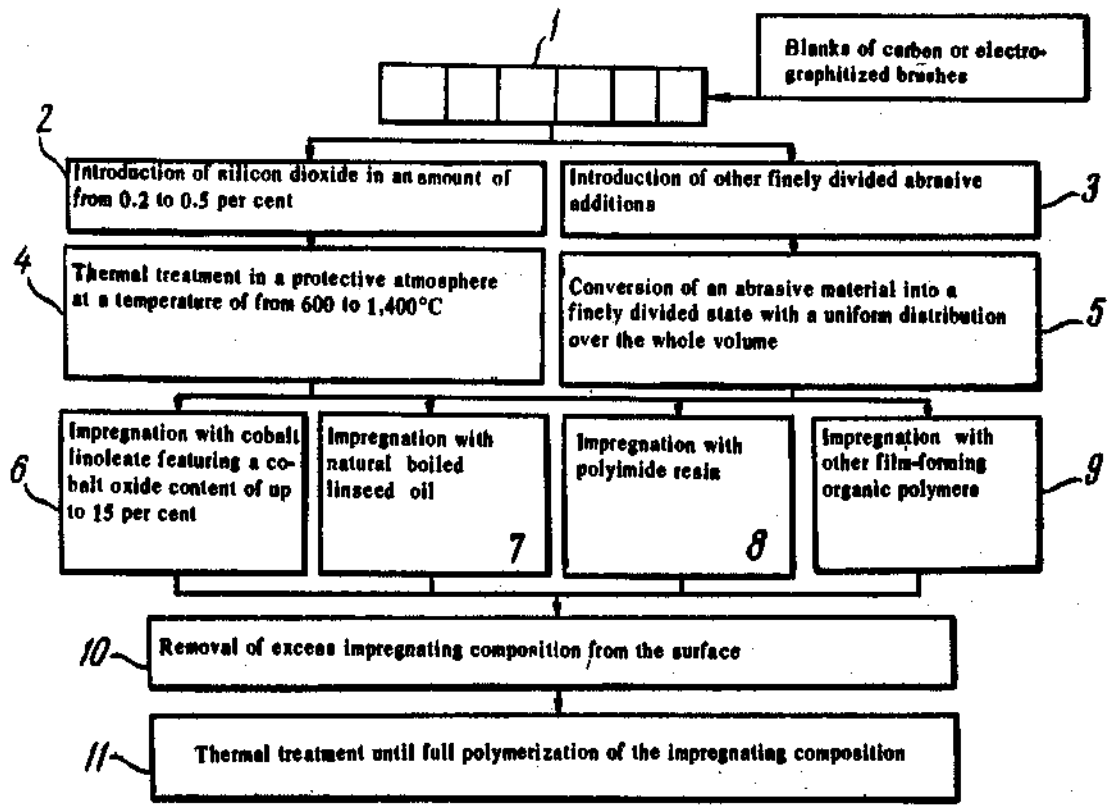 1
Blanks of carbon or electro-
graphitized brushes
2
Introduction of silicon dioxide in an amount of
from 0.2 to 0.5 per cent
Introduction of other finely divided abrasive
additions
3
4
Thermal treatment in a protective atmosphere
at a temperature of from 600 to 1,400°C
Conversion of an abrasive material into a
finely divided state with a uniform distribution
over the whole volume
5
6
Impregnation with cobalt
linoleate featuring a co-
balt oxide content of up
to 15 per cent
Impregnation with
natural boiled
linseed oil
7
Impregnation with
polyimide resin
8
Impregnation with
other film-forming
organic polymers
9
10
Removal of excess impregnating composition from the surface
11
Thermal treatment until full polymerization of the impregnating composition